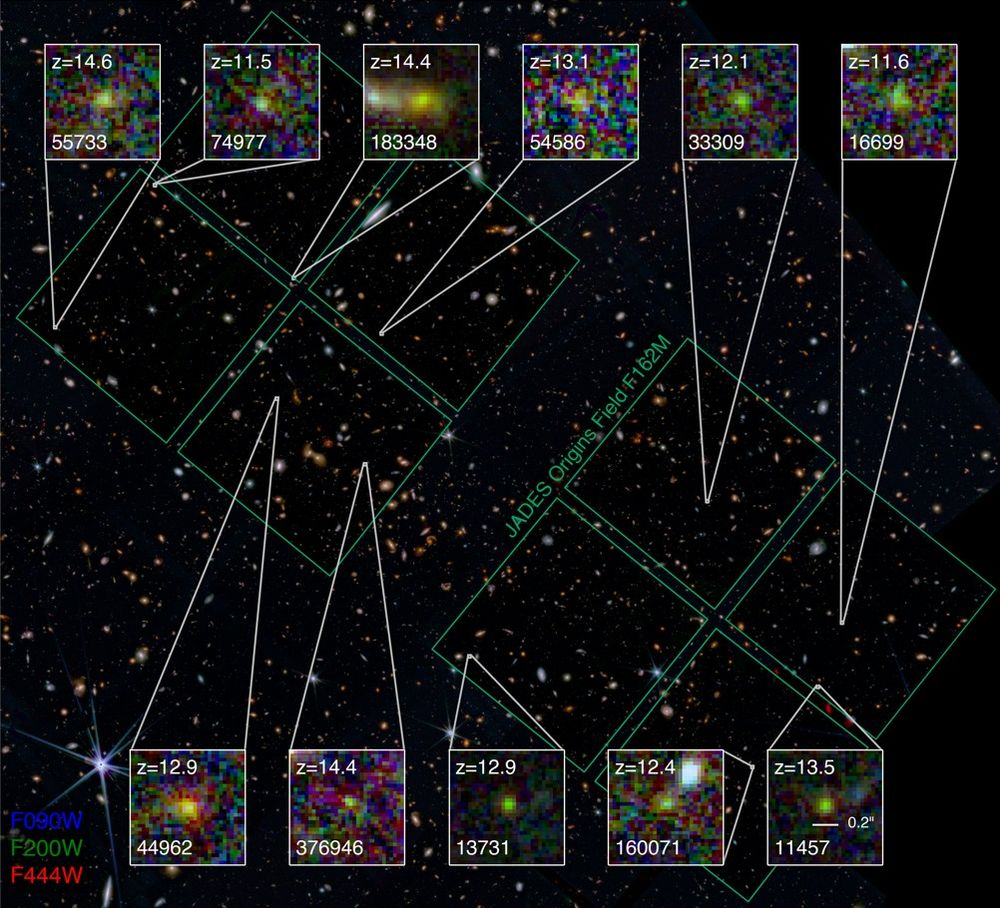 z=14.6
55733
z=11.5
74977
z=14.4
183348
z=13.1
54586
z=12.1
33309
z=11.6
16699
JADES Origins Field F162M
z=12.9
44962
z=14.4
376946
z=12.9
13731
z=12.4
160071
z=13.5
0.2"
11457
F090W
F200W
F444W